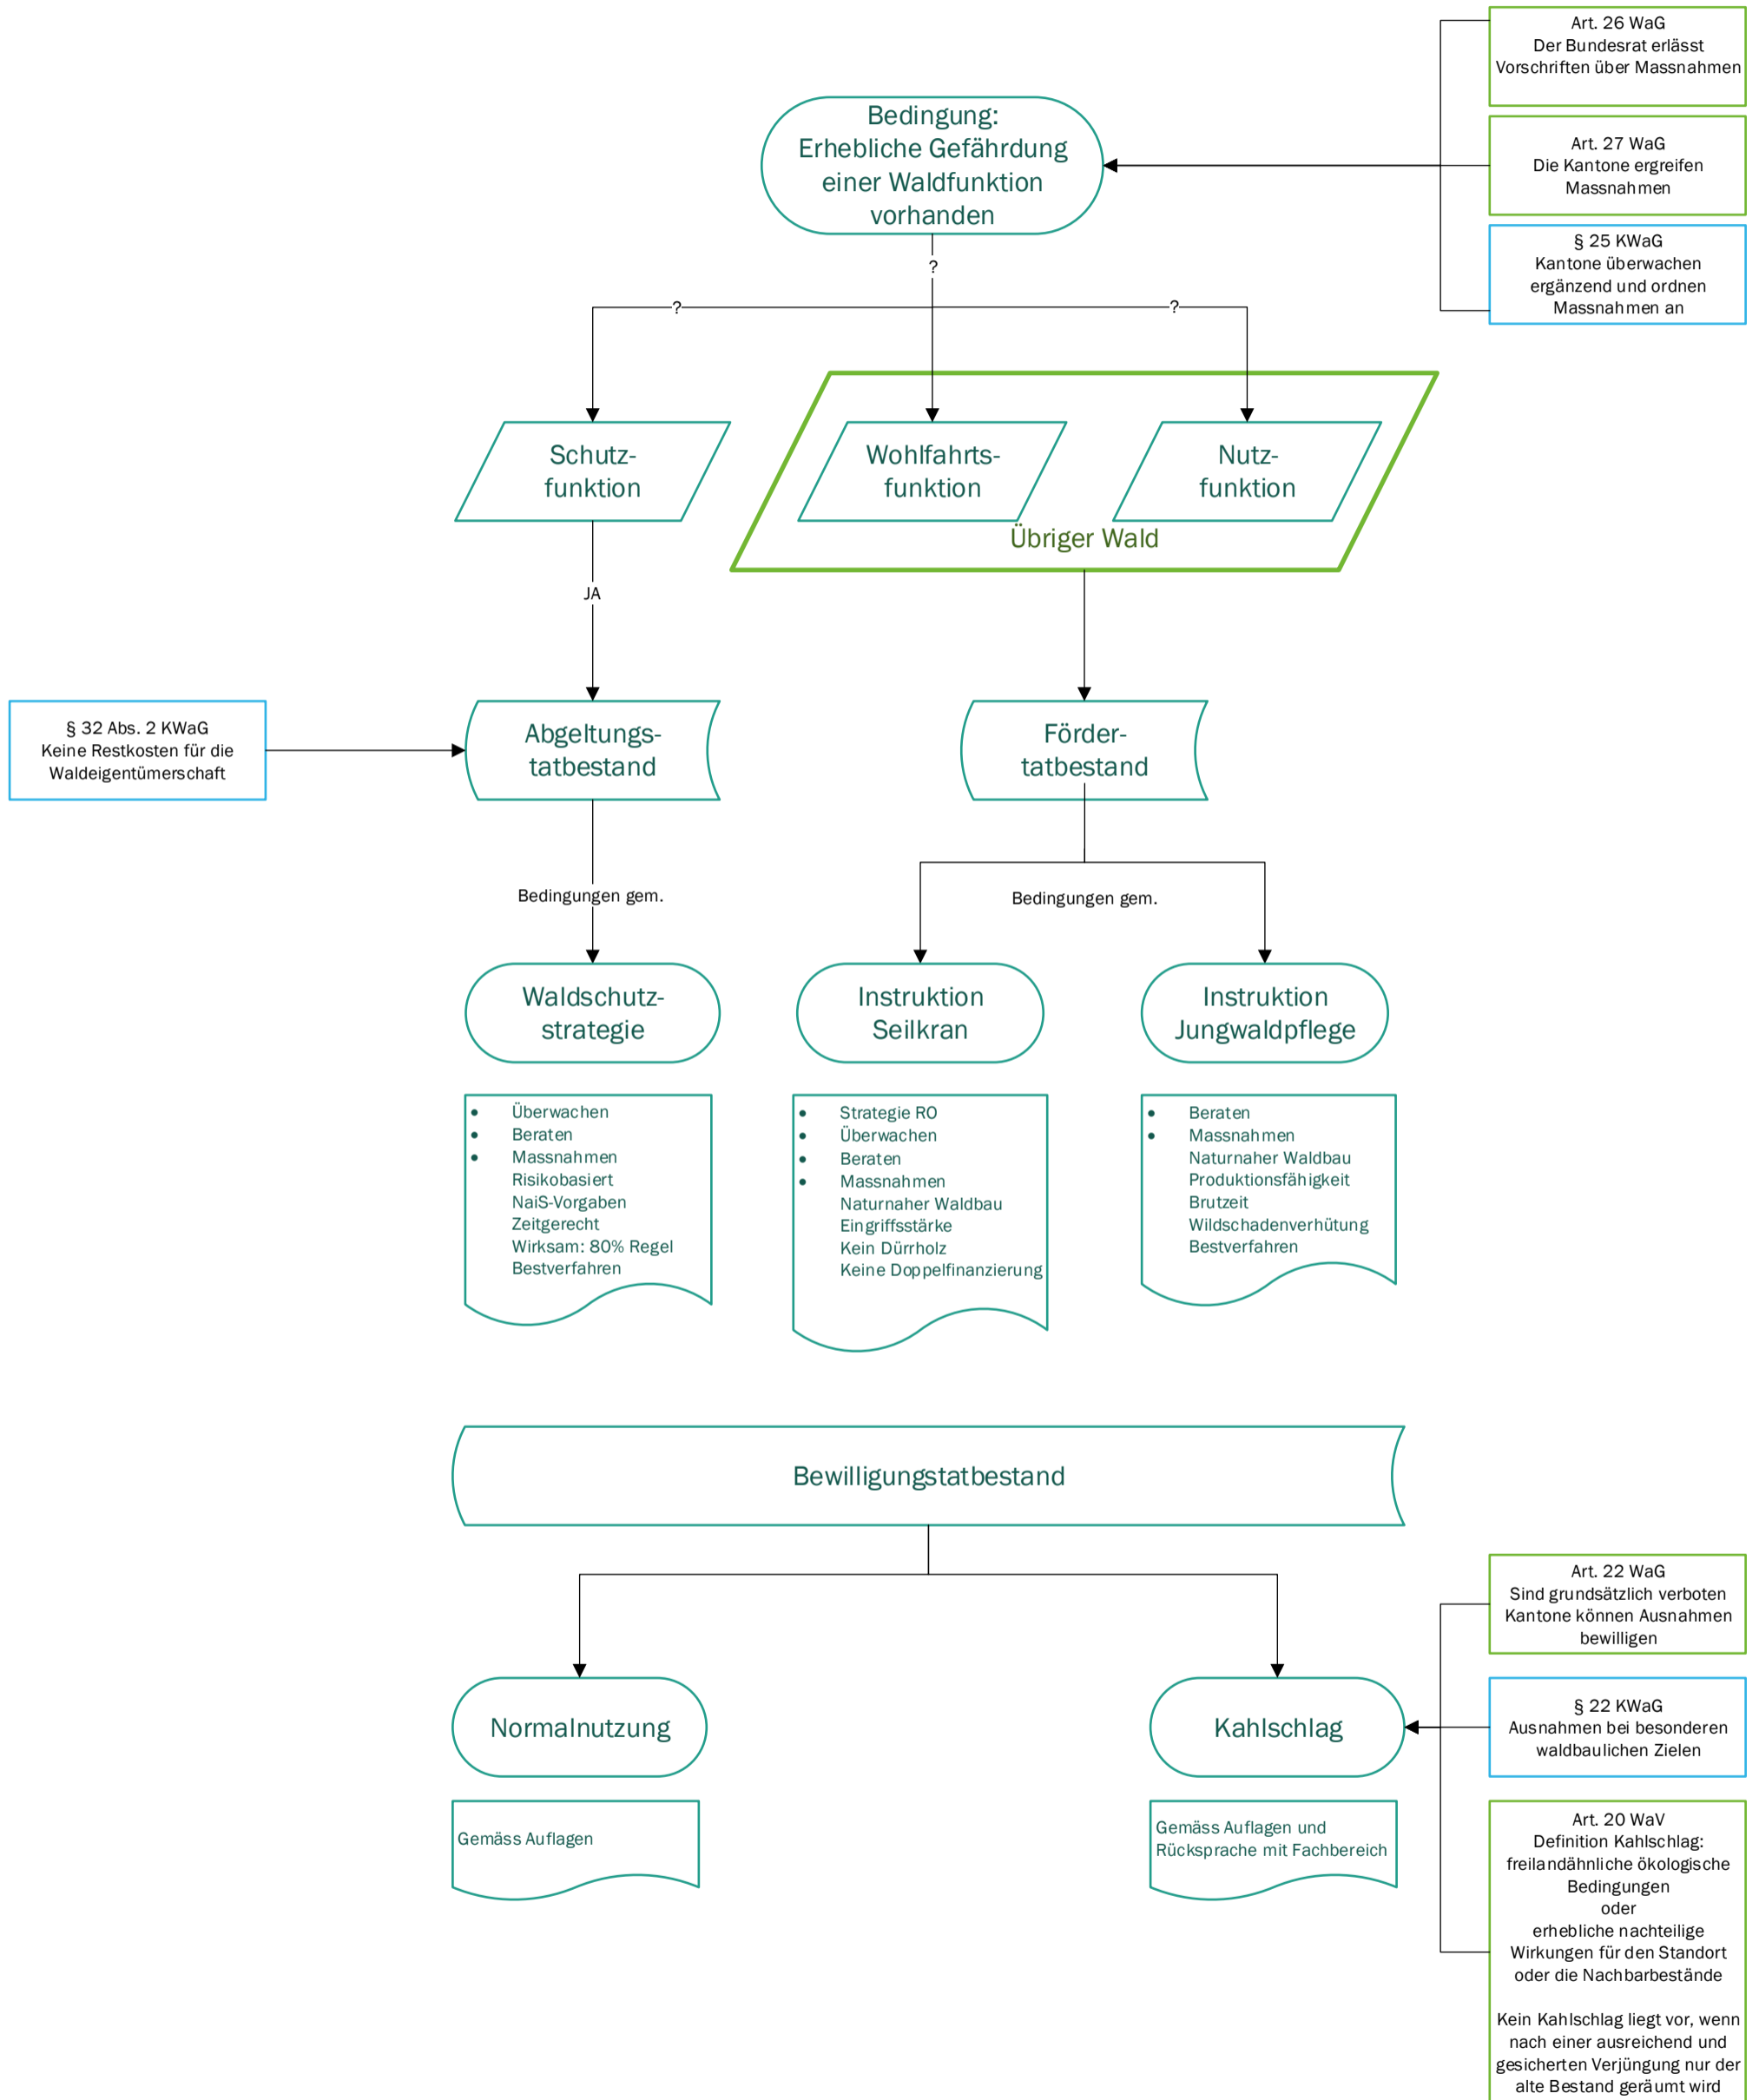 Art. 26 WaG
Der Bundesrat erlässt
Vorschriften über Massnahmen
Bedingung:
Erhebliche Gefährdung
einer Waldfunktion
vorhanden
Art. 27 WaG
Die Kantone ergreifen
Massnahmen
§ 25 KWaG
Kantone überwachen
ergänzend und ordnen
Massnahmen an
?
?
?
Schutz-
funktion
Wohlfahrts-
funktion
Nutz-
funktion
Übriger Wald
JA
§ 32 Abs. 2 KWaG
Keine Restkosten für die
Waldeigentümerschaft
Abgeltungs-
tatbestand
Förder-
tatbestand
Bedingungen gem.
Bedingungen gem.
Waldschutz-
strategie
Instruktion
Seilkran
Instruktion
Jungwaldpflege
• Überwachen
• Beraten
• Massnahmen
Risikobasiert
NaiS-Vorgaben
Zeitgerecht
Wirksam: 80% Regel
Bestverfahren
• Strategie RO
• Überwachen
• Beraten
• Massnahmen
Naturnaher Waldbau
Eingriffsstärke
Kein Dürrholz
Keine Doppelfinanzierung
• Beraten
• Massnahmen
Naturnaher Waldbau
Produktionsfähigkeit
Brutzeit
Wildschadenverhütung
Bestverfahren
Bewilligungstatbestand
Art. 22 WaG
Sind grundsätzlich verboten
Kantone können Ausnahmen
bewilligen
Normalnutzung
Kahlschlag
§ 22 KWaG
Ausnahmen bei besonderen
waldbaulichen Zielen
Gemäss Auflagen
Gemäss Auflagen und
Rücksprache mit Fachbereich
Art. 20 WaV
Definition Kahlschlag:
freilandähnliche ökologische
Bedingungen
oder
erhebliche nachteilige
Wirkungen für den Standort
oder die Nachbarbestände
Kein Kahlschlag liegt vor, wenn
nach einer ausreichend und
gesicherten Verjüngung nur der
alte Bestand geräumt wird